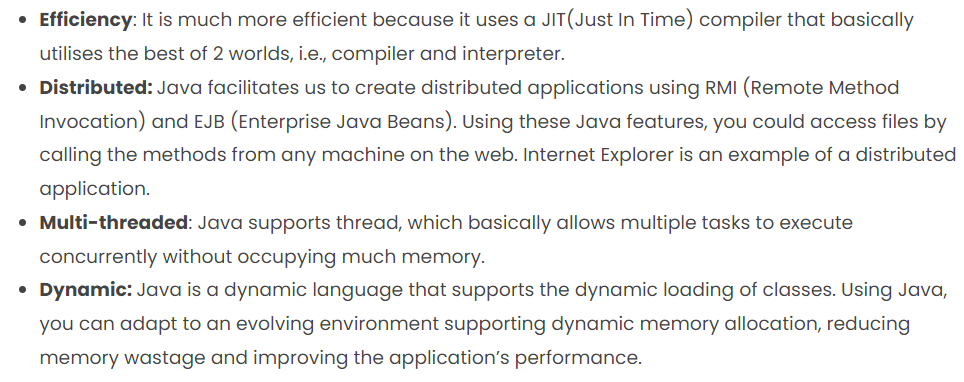 • Efficiency: It is much more efficient because it uses a JIT(Just In Time) compiler that basically
utilises the best of 2 worlds, i.e., compiler and interpreter.
• Distributed: Java facilitates us to create distributed applications using RMI (Remote Method
Invocation) and EJB (Enterprise Java Beans). Using these Java features, you could access files by
calling the methods from any machine on the web. Internet Explorer is an example of a distributed
application.
• Multi-threaded: Java supports thread, which basically allows multiple tasks to execute
concurrently without occupying much memory.
• Dynamic: Java is a dynamic language that supports the dynamic loading of classes. Using Java,
you can adapt to an evolving environment supporting dynamic memory allocation, reducing
memory wastage and improving the application’s performance.